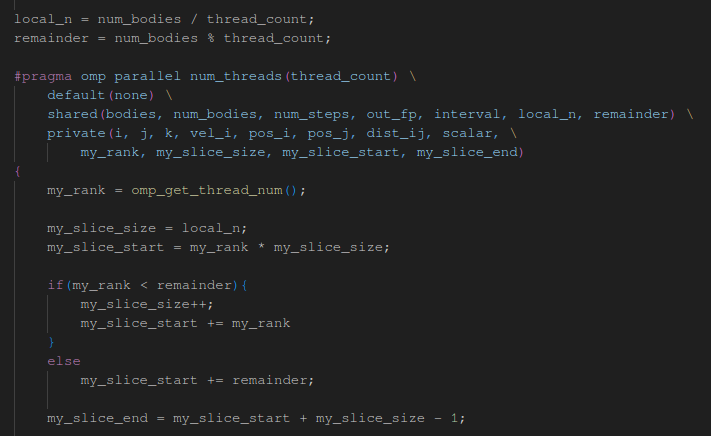 local_n = num_bodies / thread_count;
remainder = num_bodies % thread_count;
#pragma omp parallel num_threads(thread_count) \
default(none) \
shared(bodies, num_bodies, num_steps, out_fp, interval, local_n, remainder) \
private(i, j, k, vel_i, pos_i, pos_j, dist_ij, scalar, \
my_rank, my_slice_size, my_slice_start, my_slice_end)
{
my_rank = omp_get_thread_num();
my_slice_size = local_n;
my_slice_start = my_rank * my_slice_size;
if(my_rank < remainder){
my_slice_size++;
my_slice_start += my_rank
}
else
my_slice_start += remainder;
my_slice_end = my_slice_start + my_slice_size - 1;